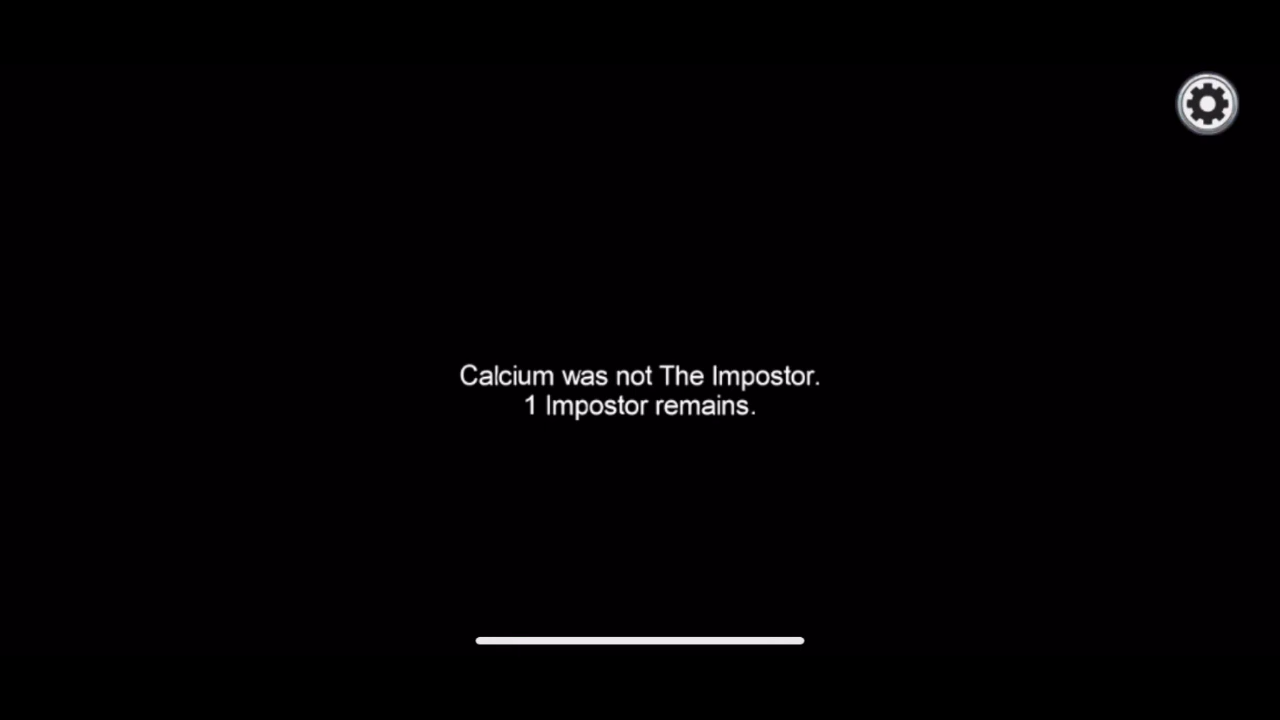 Calcium was not The Impostor.
1 Impostor remains.